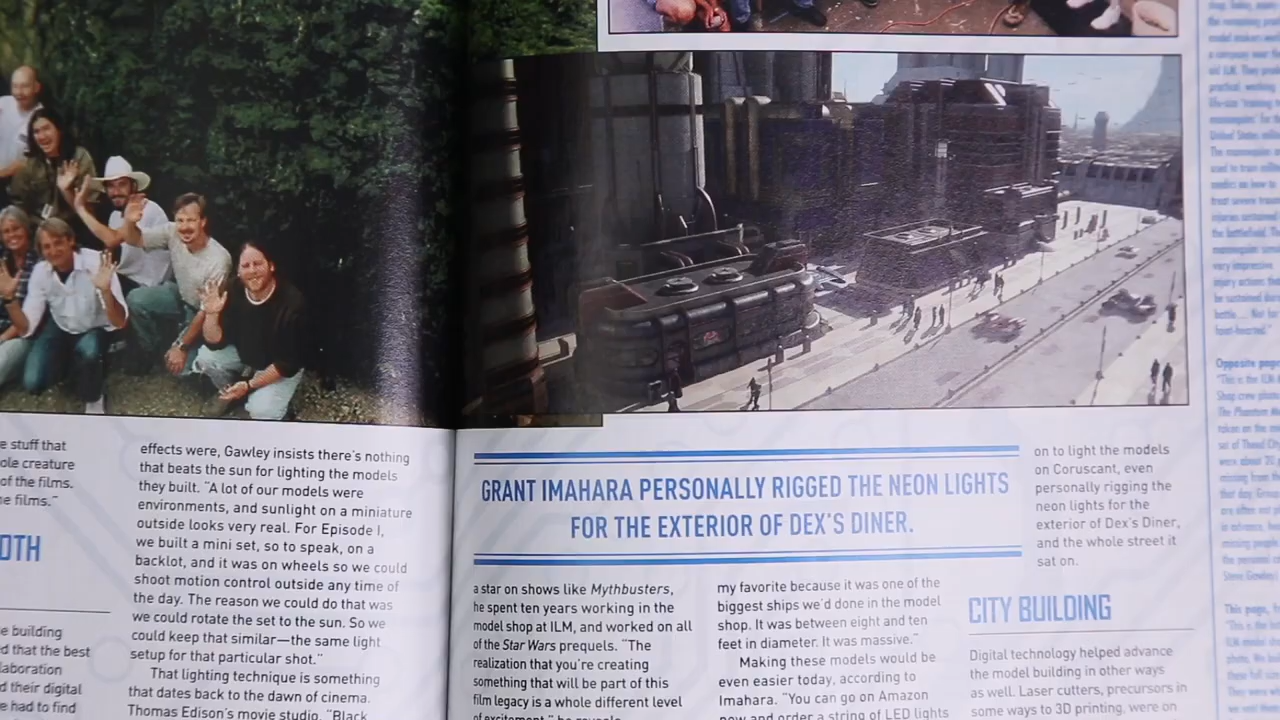 e stuff that
ole creature
of the films.
e films."
OTH
e building
d that the best
laboration
d their digital
e had to find
effects were, Gawley insists there's nothing
that beats the sun for lighting the models
they built. "A lot of our models were
environments, and sunlight on a miniature
outside looks very real. For Episode I,
we built a mini set, so to speak, on a
backlot, and it was on wheels so we could
shoot motion control outside any time of
the day. The reason we could do that was
we could rotate the set to the sun. So we
could keep that similar—the same light
setup for that particular shot."
That lighting technique is something
that dates back to the dawn of cinema.
Thomas Edison's movie studio, "Black
GRANT IMAHARA PERSONALLY RIGGED THE NEON LIGHTS
FOR THE EXTERIOR OF DEX'S DINER.
a star on shows like Mythbusters,
he spent ten years working in the
model shop at ILM, and worked on all
of the Star Wars prequels. "The
realization that you're creating
something that will be part of this
film legacy is a whole different level
of excitement," he reveals
my favorite because it was one of the
biggest ships we'd done in the model
shop. It was between eight and ten
feet in diameter. It was massive."
Making these models would be
even easier today, according to
Imahara. "You can go on Amazon
now and order a string of LED lights
on to light the models
on Coruscant, even
personally rigging the
neon lights for the
exterior of Dex's Diner,
and the whole street it
sat on.
CITY BUILDING
Digital technology helped advance
the model building in other ways
as well. Laser cutters, precursors in
some ways to 3D printing, were on